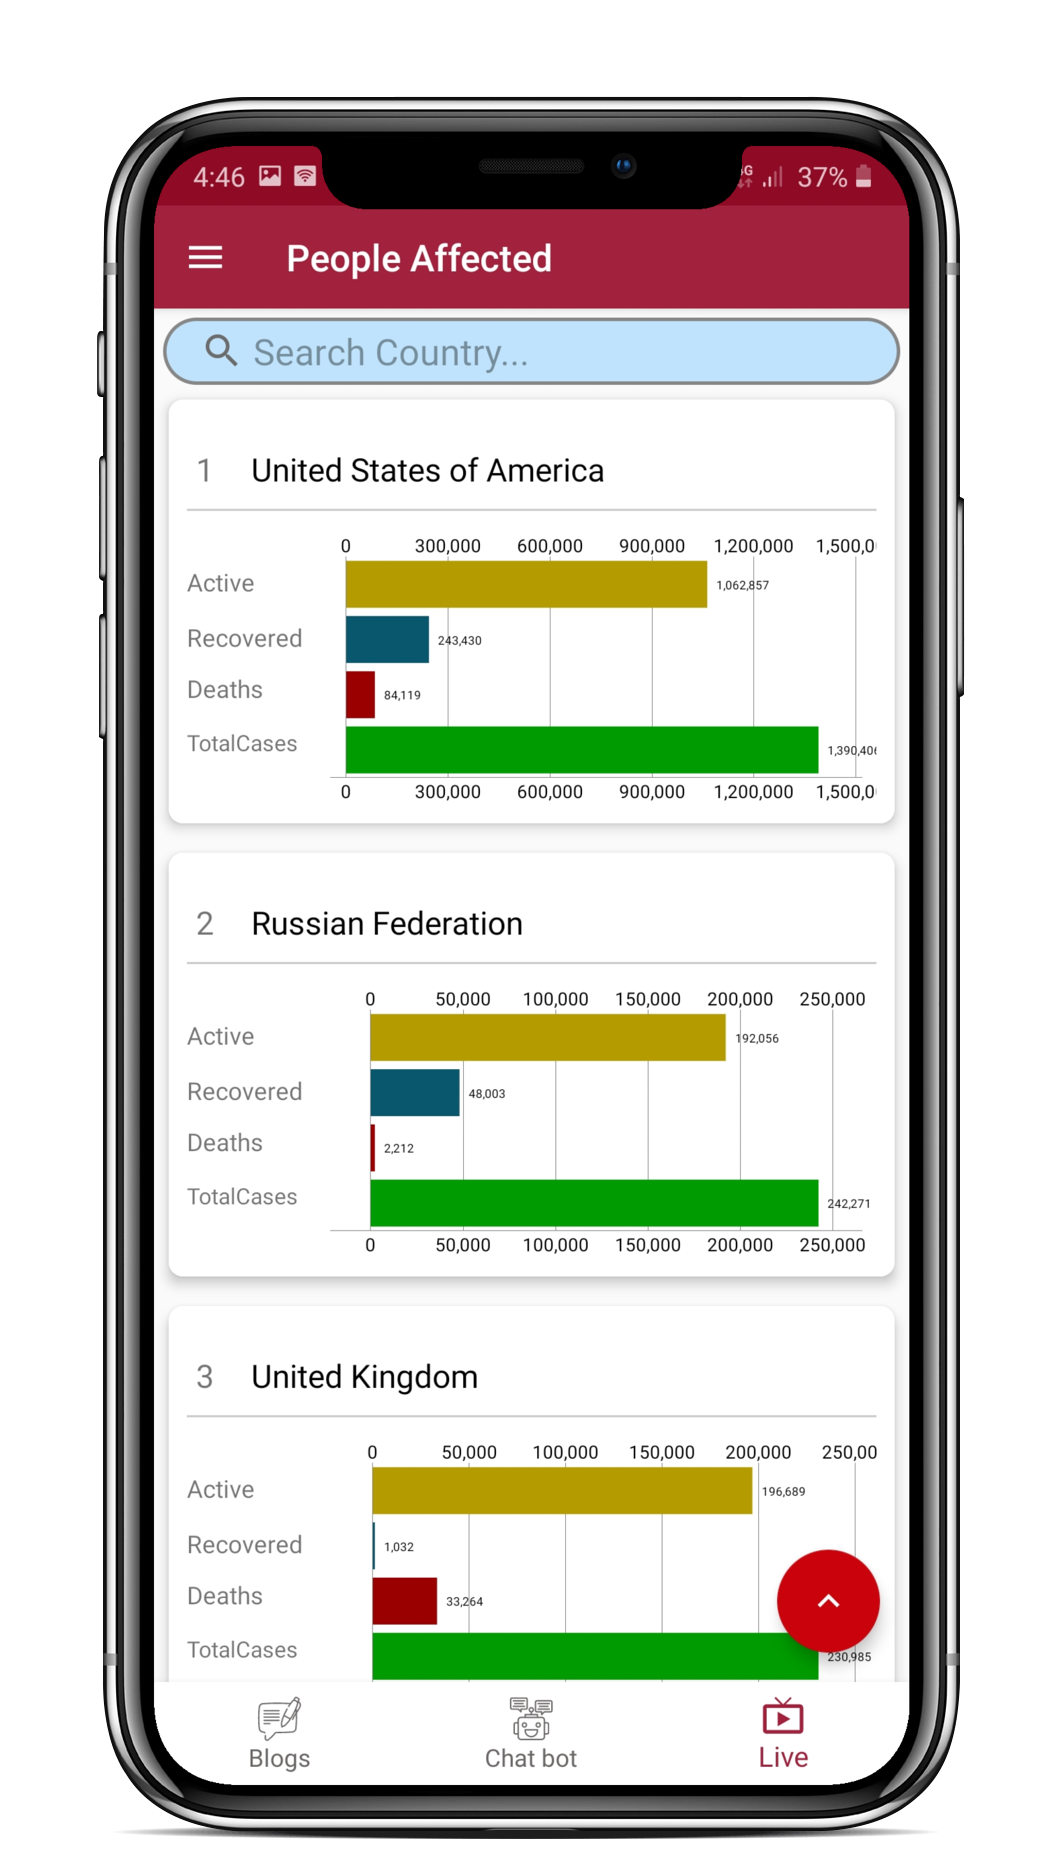 4:46 37%
People Affected
Search Country...
1 United States of America
0 300,000 600,000 900,000 1,200,000 1,500,0
Active 1,062,857
Recovered 243,430
Deaths 84,119
TotalCases 1,390,406
0 300,000 600,000 900,000 1,200,000 1,500,0
2 Russian Federation
0 50,000 100,000 150,000 200,000 250,000
Active 192,056
Recovered 48,003
Deaths 2,212
TotalCases 242,271
0 50,000 100,000 150,000 200,000 250,000
3 United Kingdom
0 50,000 100,000 150,000 200,000 250,00
Active 196,689
Recovered 1,032
Deaths 33,264
TotalCases 230,985
Blogs Chat bot Live